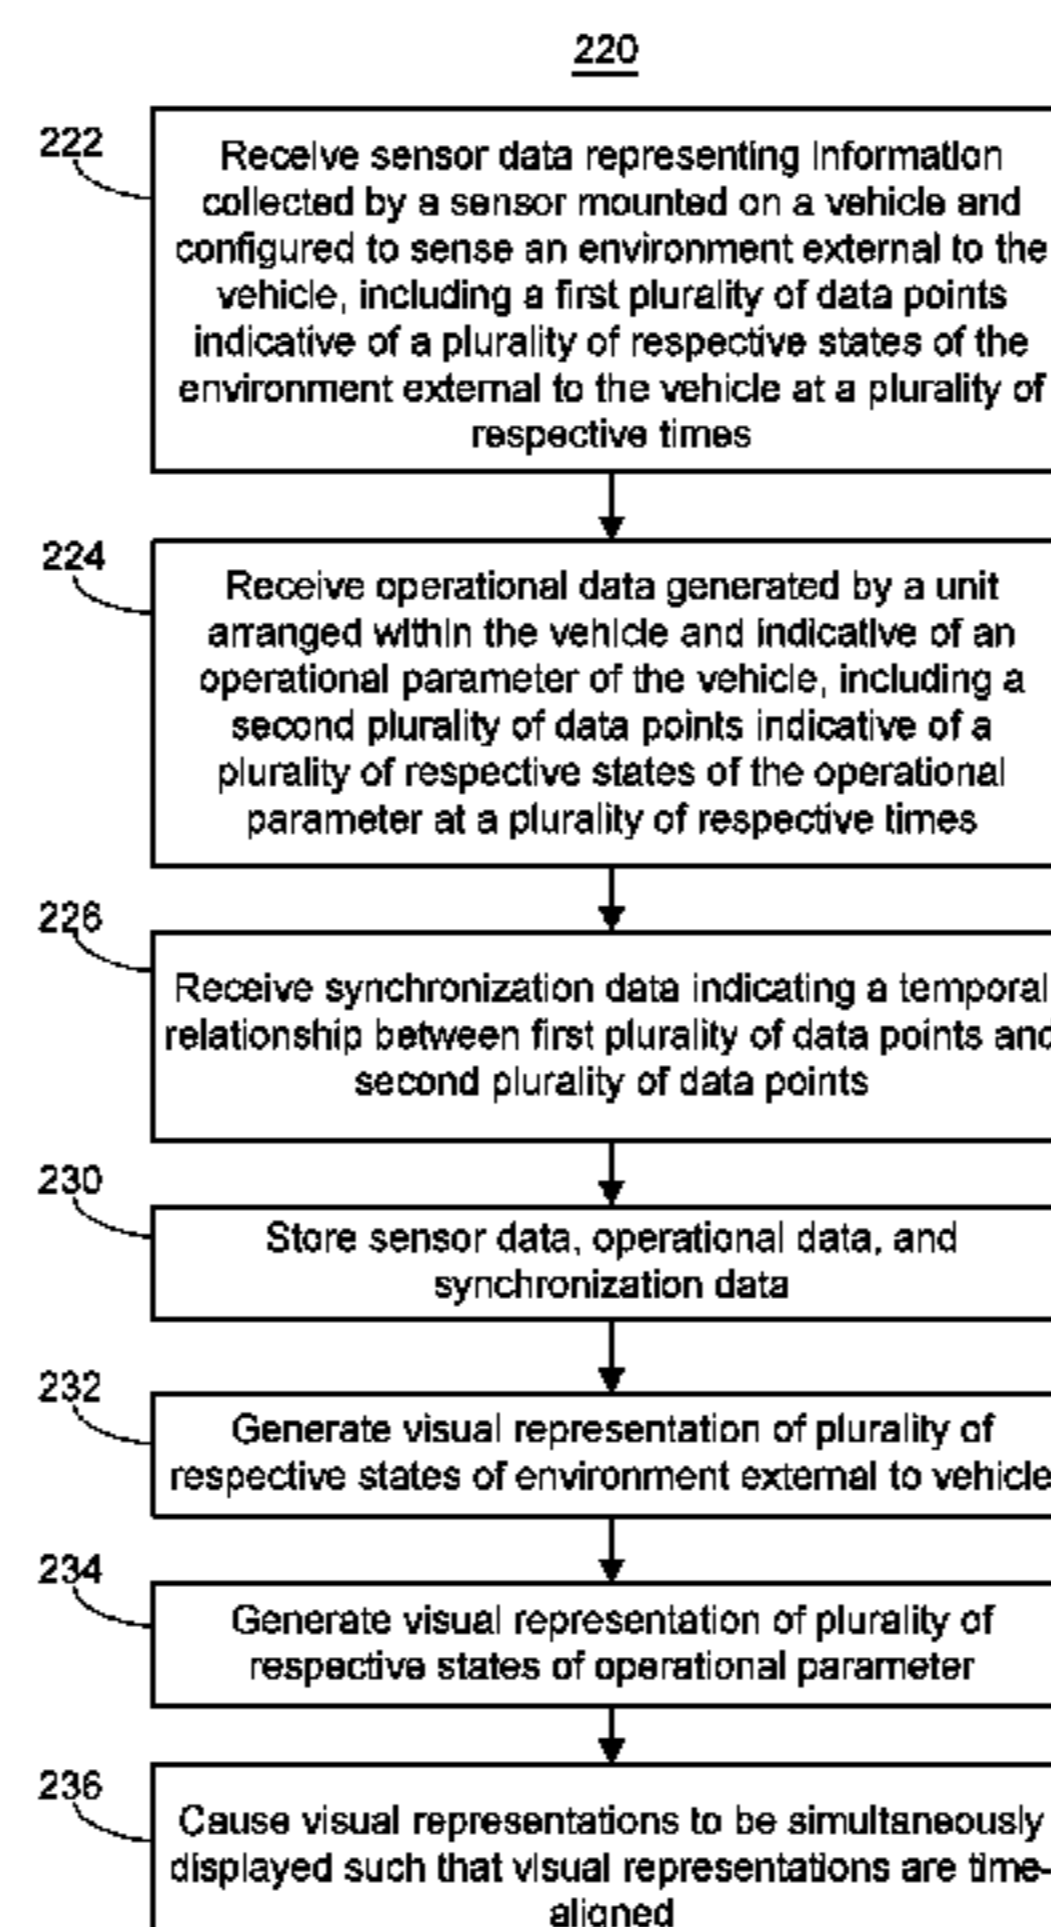 220
222
Receive sensor data representing information
collected by a sensor mounted on a vehicle and
configured to sense an environment external to the
vehicle, including a first plurality of data points
indicative of a plurality of respective states of the
environment external to the vehicle at a plurality of
respective times
224
Receive operational data generated by a unit
arranged within the vehicle and indicative of an
operational parameter of the vehicle, including a
second plurality of data points indicative of a
plurality of respective states of the operational
parameter at a plurality of respective times
226
Receive synchronization data indicating a temporal
relationship between first plurality of data points and
second plurality of data points
230
Store sensor data, operational data, and
synchronization data
232
Generate visual representation of plurality of
respective states of environment external to vehicle
234
Generate visual representation of plurality of
respective states of operational parameter
236
Cause visual representations to be simultaneously
displayed such that visual representations are time-
aligned